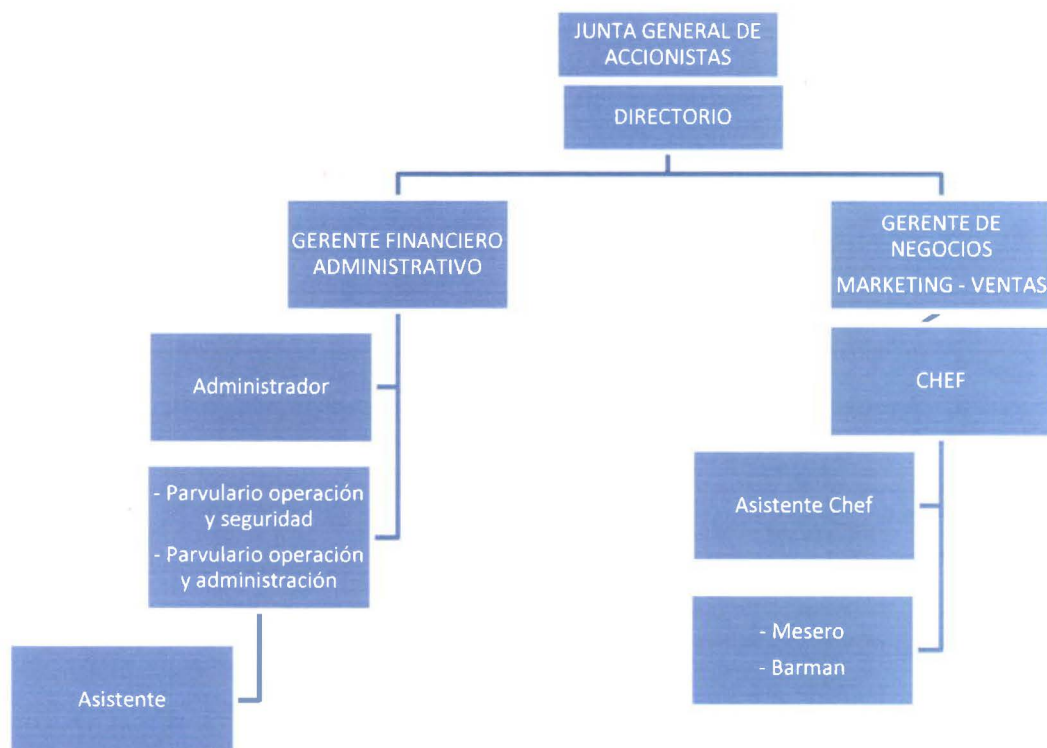 JUNTA GENERAL DE
ACCIONISTAS
DIRECTORIO
GERENTE FINANCIERO
ADMINISTRATIVO
GERENTE DE
NEGOCIOS
MARKETING - VENTAS
Administrador
CHEF
- Parvulario operación
y seguridad
- Parvulario operación
y administración
Asistente Chef
Asistente
- Mesero
- Barman